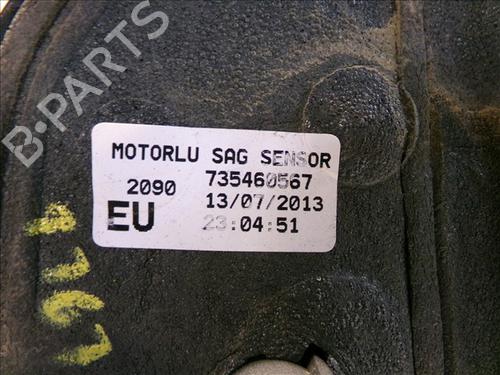 B-PARTS
MOTORLU SAG SENSOR
2090 735460567
EU 13/07/2013
23:04:51